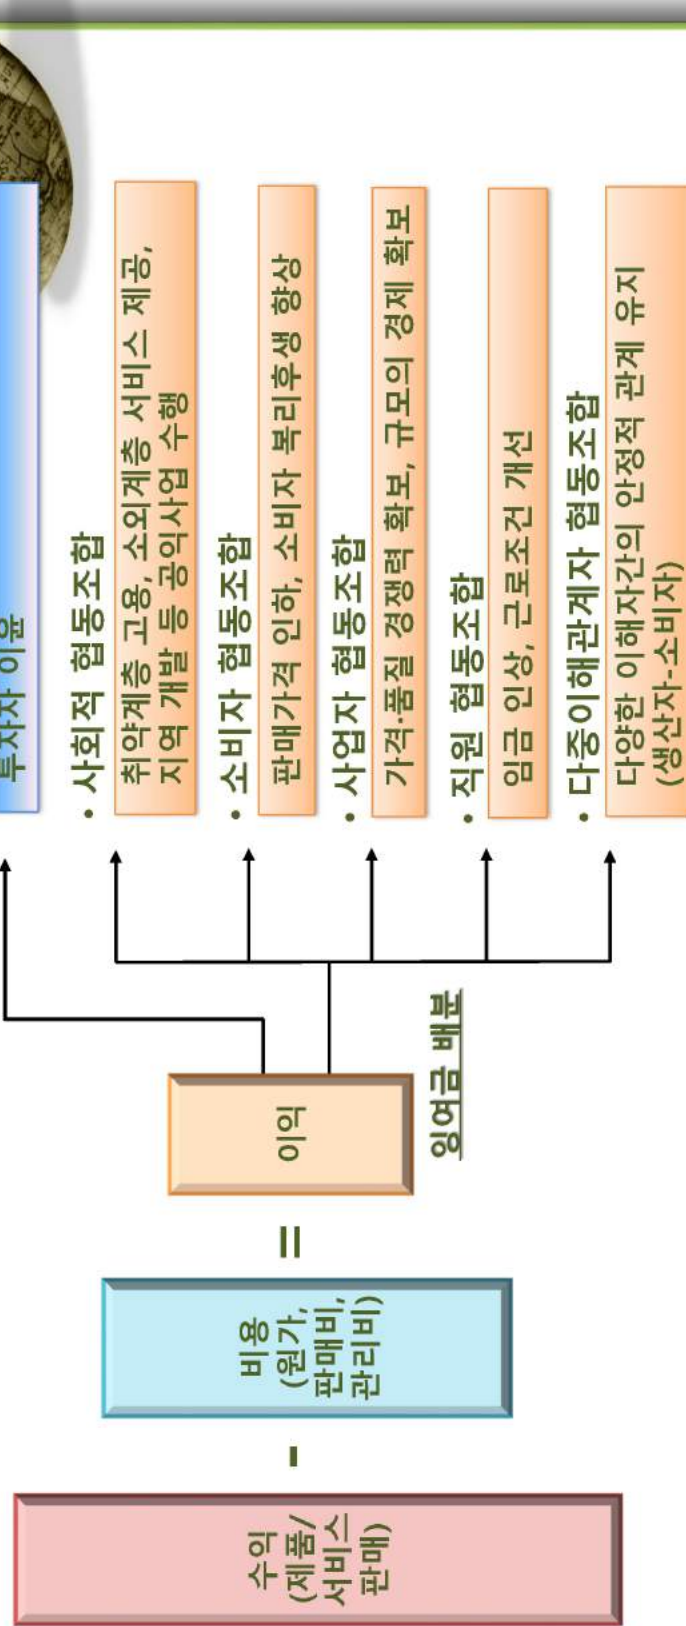 수익
(제품/
서비스
판매)
-
비용
(원가,
판매비,
관리비)
=
이익
잉여금 배분
투자자 이윤
• 사회적 협동조합
취약계층 고용, 소외계층 서비스 제공,
지역 개발 등 공익사업 수행
• 소비자 협동조합
판매가격 인하, 소비자 복리후생 향상
• 사업자 협동조합
가격·품질 경쟁력 확보, 규모의 경제 확보
• 직원 협동조합
임금 인상, 근로조건 개선
• 다중이해관계자 협동조합
다양한 이해자간의 안정적 관계 유지
(생산자-소비자)